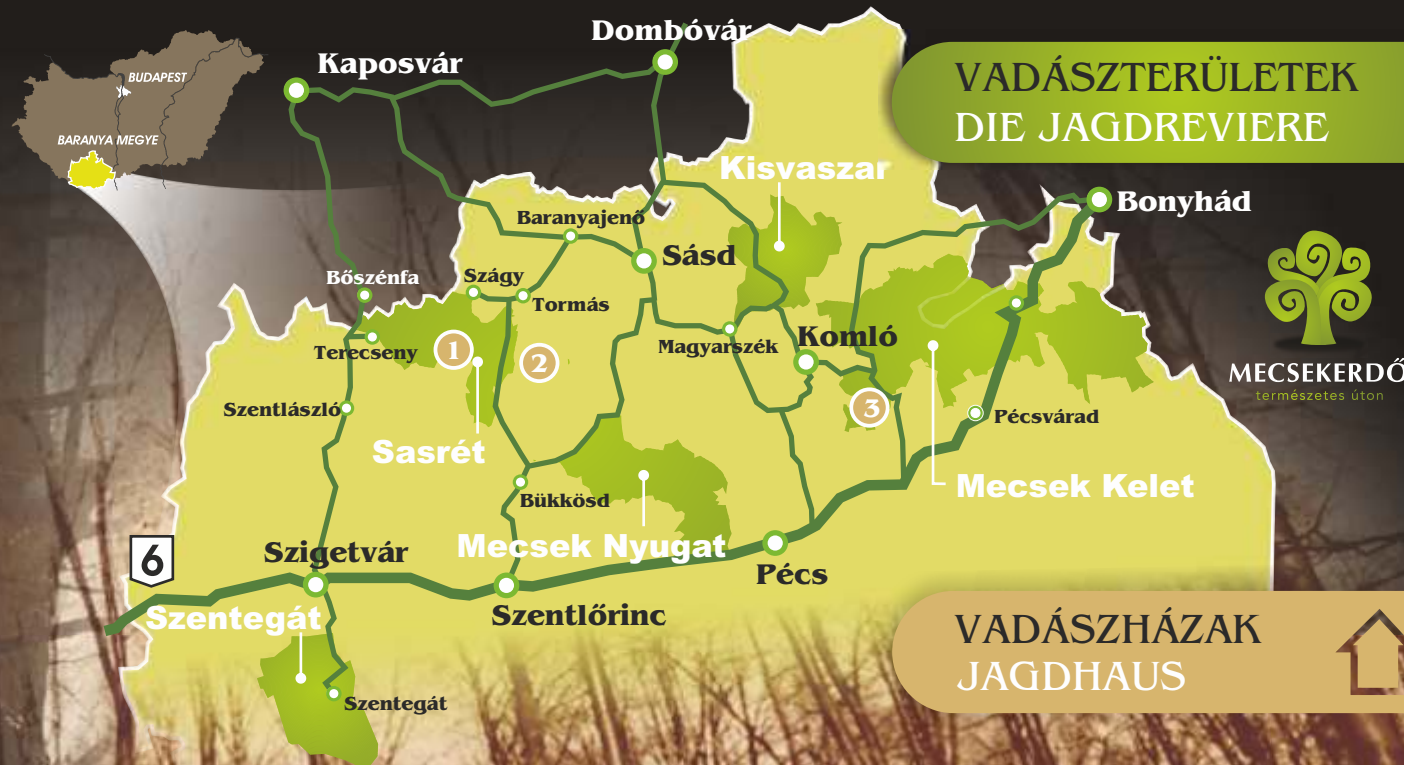 Dombóvár
Kaposvár
VADÁSZTERÜLETEK
DIE JAGDREVIERE
BUDAPEST
BARANYA MEGYE
Kisvaszar
Bonyhád
Baranyajenő
Sásd
Bőszénfa
Szágy
Tormás
Terecseny
1
2
Magyarszék
Komló
MECSEKERDŐ
természetes úton
Szentlászló
3
Pécsvárad
Sasrét
Mecsek Kelet
Bükkösd
6
Szigetvár
Mecsek Nyugat
Pécs
Szentegát
Szentlőrinc
VADÁSZHÁZAK
JAGDHAUS
Szentegát